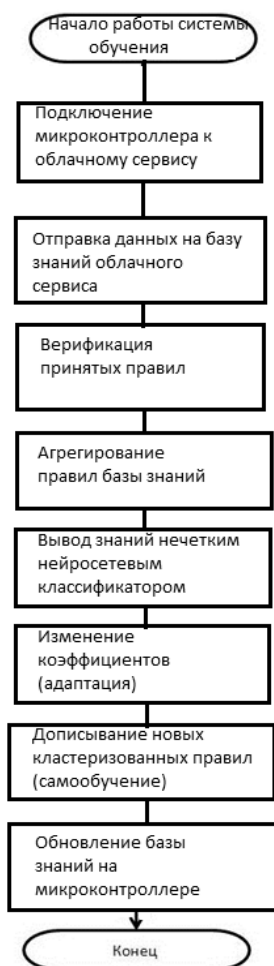 Начало работы системы
обучения
Подключение
микроконтроллера к
облачному сервису
Отправка данных на базу
знаний облачного
сервиса
Верификация
принятых правил
Агрегирование
правил базы знаний
Вывод знаний нечетким
нейросетевым
классификатором
Изменение
коэффициентов
(адаптация)
Дописывание новых
кластеризованных правил
(самообучение)
Обновление базы
знаний на
микроконтроллере
Конец